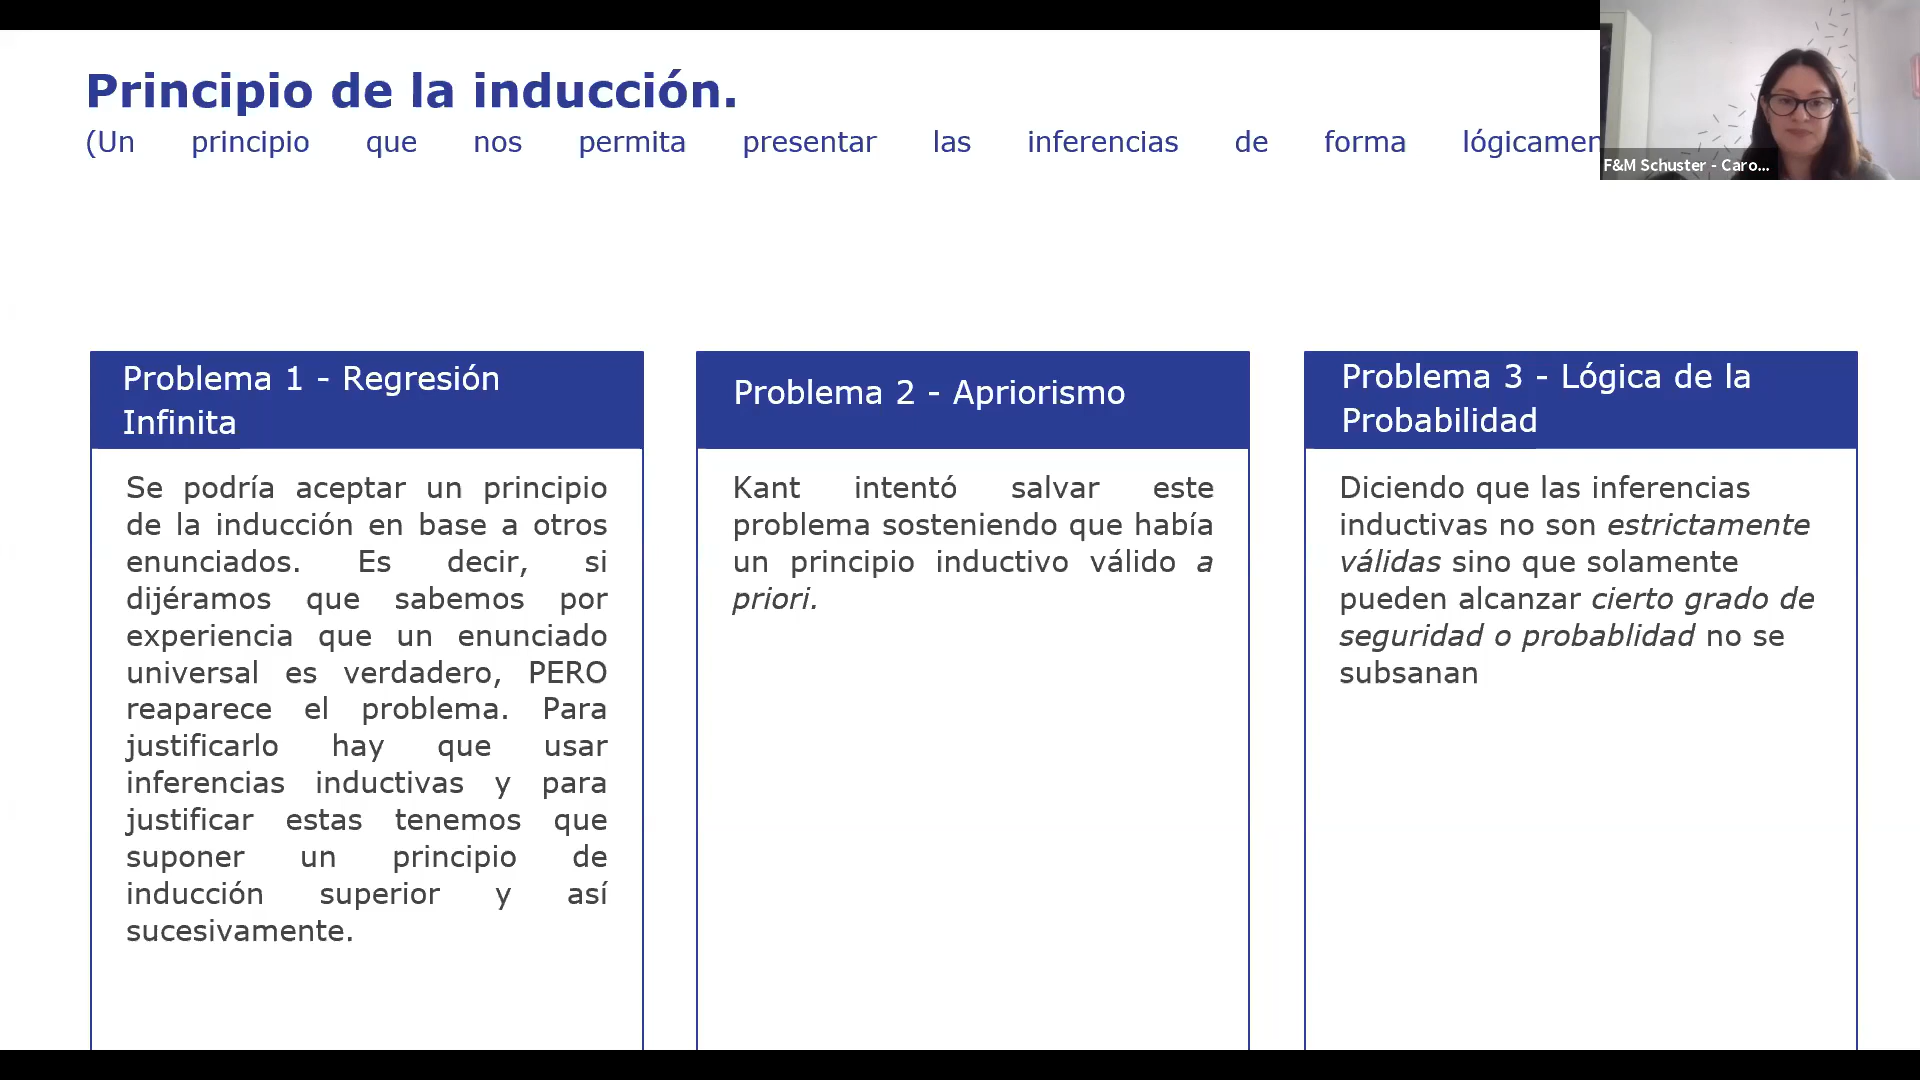 Principio de la inducción.
(Un principio que nos permita presentar las inferencias de forma
F&M Schuster - Caro...
Problema 1 - Regresión
Infinita
Se podría aceptar un principio
de la inducción en base a otros
enunciados. Es decir, si
dijéramos que sabemos por
experiencia que un enunciado
universal es verdadero, PERO
reaparece el problema. Para
justificarlo hay que usar
inferencias inductivas y para
justificar estas tenemos que
suponer un principio de
inducción superior y así
sucesivamente.
Problema 2 - Apriorismo
Kant intentó salvar este
problema sosteniendo que había
un principio inductivo válido a
priori.
Problema 3 - Lógica de la
Probabilidad
Diciendo que las inferencias
inductivas no son estrictamente
válidas sino que solamente
pueden alcanzar cierto grado de
seguridad o probablidad no se
subsanan